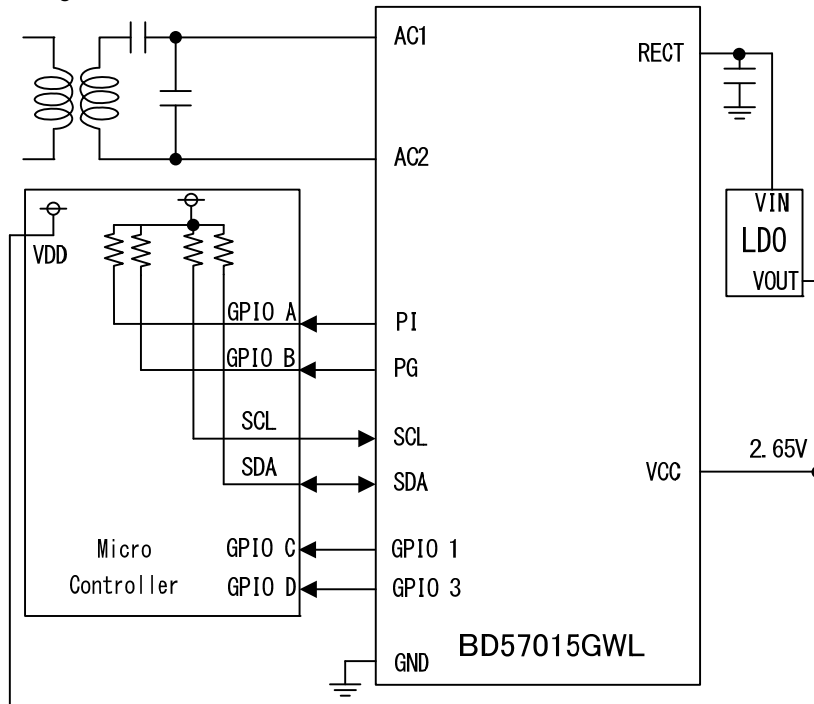 AC1
RECT
AC2
VIN
LDO
VOUT
VDD
GPIO A
PI
GPIO B
PG
SCL
SCL
SDA
SDA
VCC
2.65V
Micro
Controller
GPIO C
GPIO 1
GPIO D
GPIO 3
GND
BD57015GWL